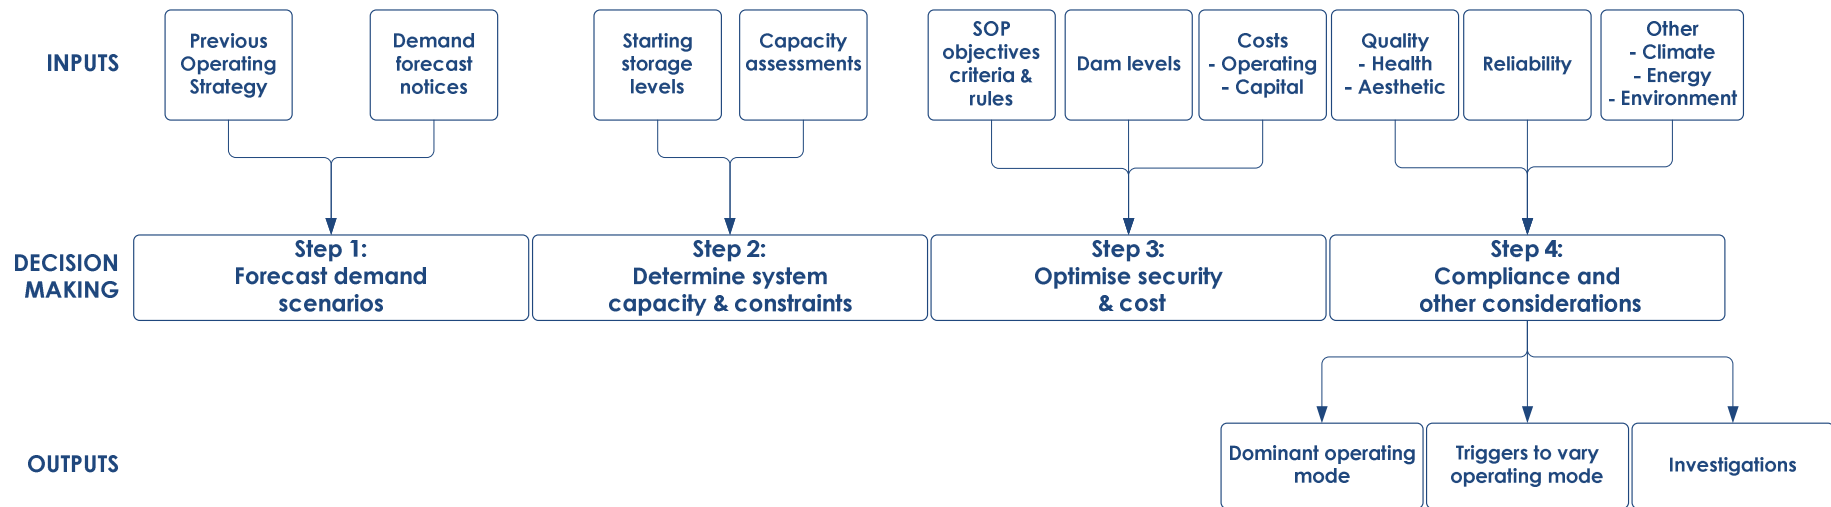 INPUTS
Previous
Operating
Strategy
Demand
forecast
notices
Starting
storage
levels
Capacity
assessments
SOP
objectives
criteria &
rules
Dam levels
Costs
- Operating
- Capital
Quality
- Health
- Aesthetic
Reliability
Other
- Climate
- Energy
- Environment
DECISION
MAKING
Step 1:
Forecast demand
scenarios
Step 2:
Determine system
capacity & constraints
Step 3:
Optimise security
& cost
Step 4:
Compliance and
other considerations
OUTPUTS
Dominant operating
mode
Triggers to vary
operating mode
Investigations